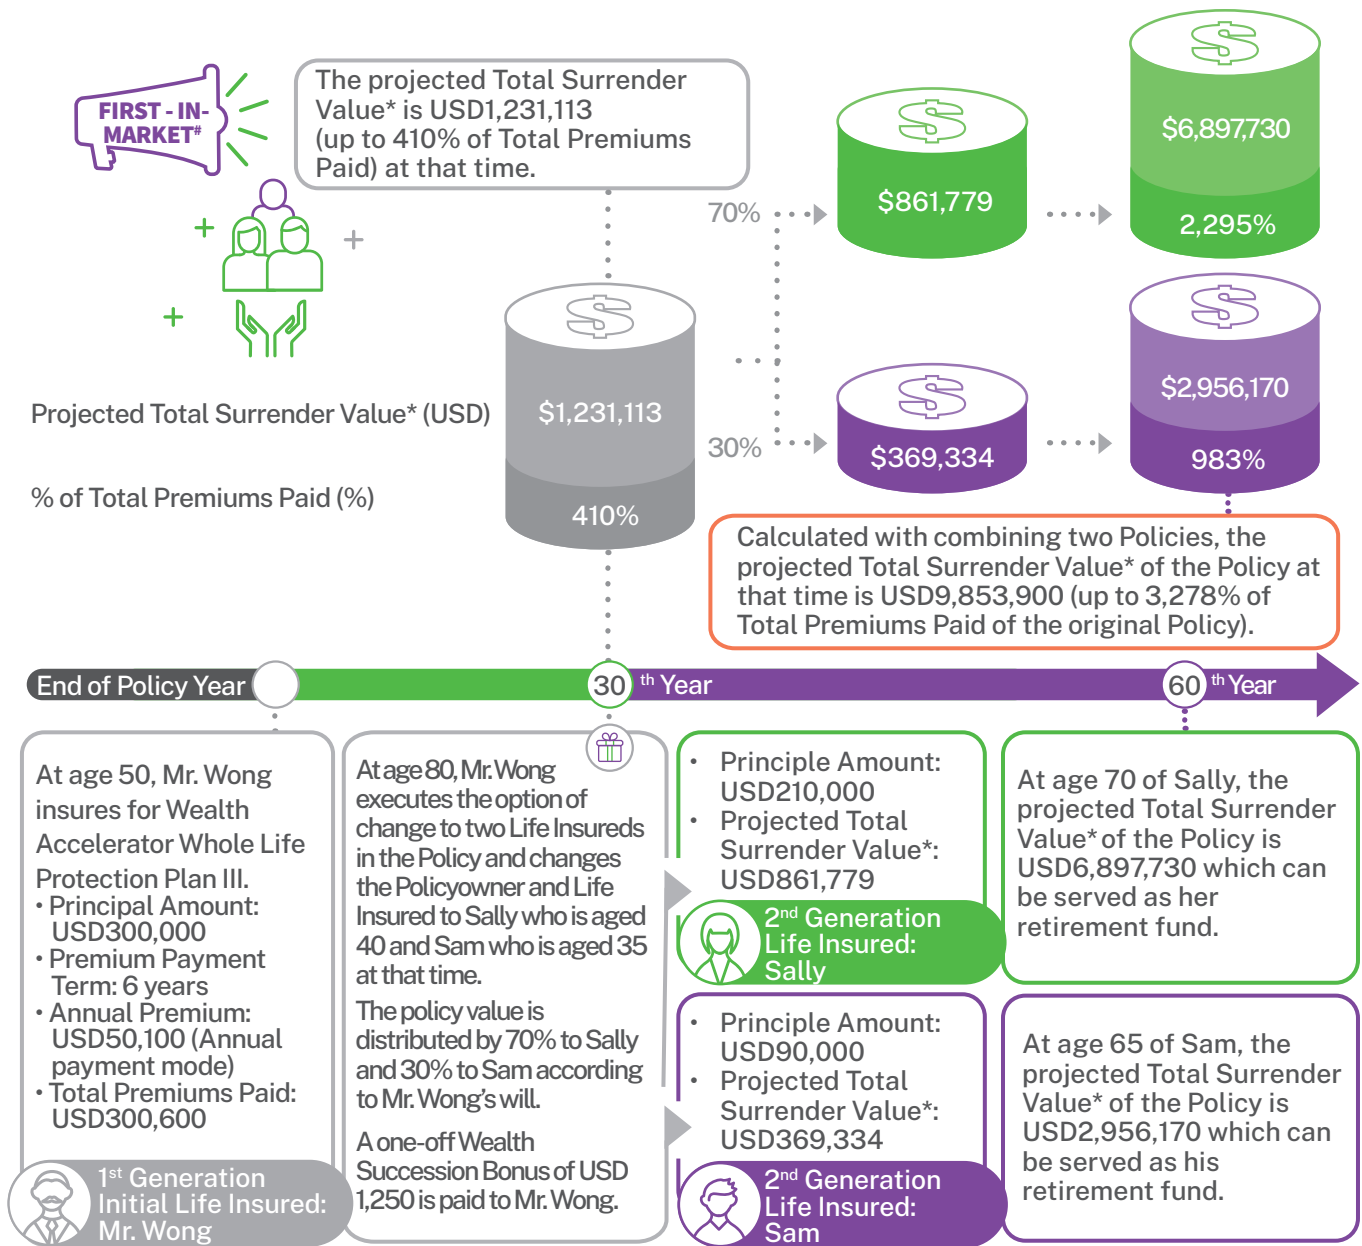 FIRST - IN-
MARKET#
The projected Total Surrender
Value* is USD1,231,113
(up to 410% of Total Premiums
Paid) at that time.
70%
$861,779
$6,897,730
2,295%
Projected Total Surrender Value* (USD)
$1,231,113
30%
$369,334
$2,956,170
983%
% of Total Premiums Paid (%)
410%
Calculated with combining two Policies, the
projected Total Surrender Value* of the Policy at
that time is USD9,853,900 (up to 3,278% of
Total Premiums Paid of the original Policy).
End of Policy Year
30 th Year
60 th Year
At age 50, Mr. Wong
insures for Wealth
Accelerator Whole Life
Protection Plan III.
• Principal Amount:
USD300,000
• Premium Payment
Term: 6 years
• Annual Premium:
USD50,100 (Annual
payment mode)
• Total Premiums Paid:
USD300,600
1st Generation
Initial Life Insured:
Mr. Wong
At age 80, Mr. Wong
executes the option of
change to two Life Insureds
in the Policy and changes
the Policyowner and Life
Insured to Sally who is aged
40 and Sam who is aged 35
at that time.
The policy value is
distributed by 70% to Sally
and 30% to Sam according
to Mr. Wong's will.
A one-off Wealth
Succession Bonus of USD
1,250 is paid to Mr. Wong.
• Principle Amount:
USD210,000
• Projected Total
Surrender Value*:
USD861,779
2nd Generation
Life Insured:
Sally
At age 70 of Sally, the
projected Total Surrender
Value* of the Policy is
USD6,897,730 which can
be served as her
retirement fund.
• Principle Amount:
USD90,000
• Projected Total
Surrender Value*:
USD369,334
2nd Generation
Life Insured:
Sam
At age 65 of Sam, the
projected Total Surrender
Value* of the Policy is
USD2,956,170 which can
be served as his
retirement fund.